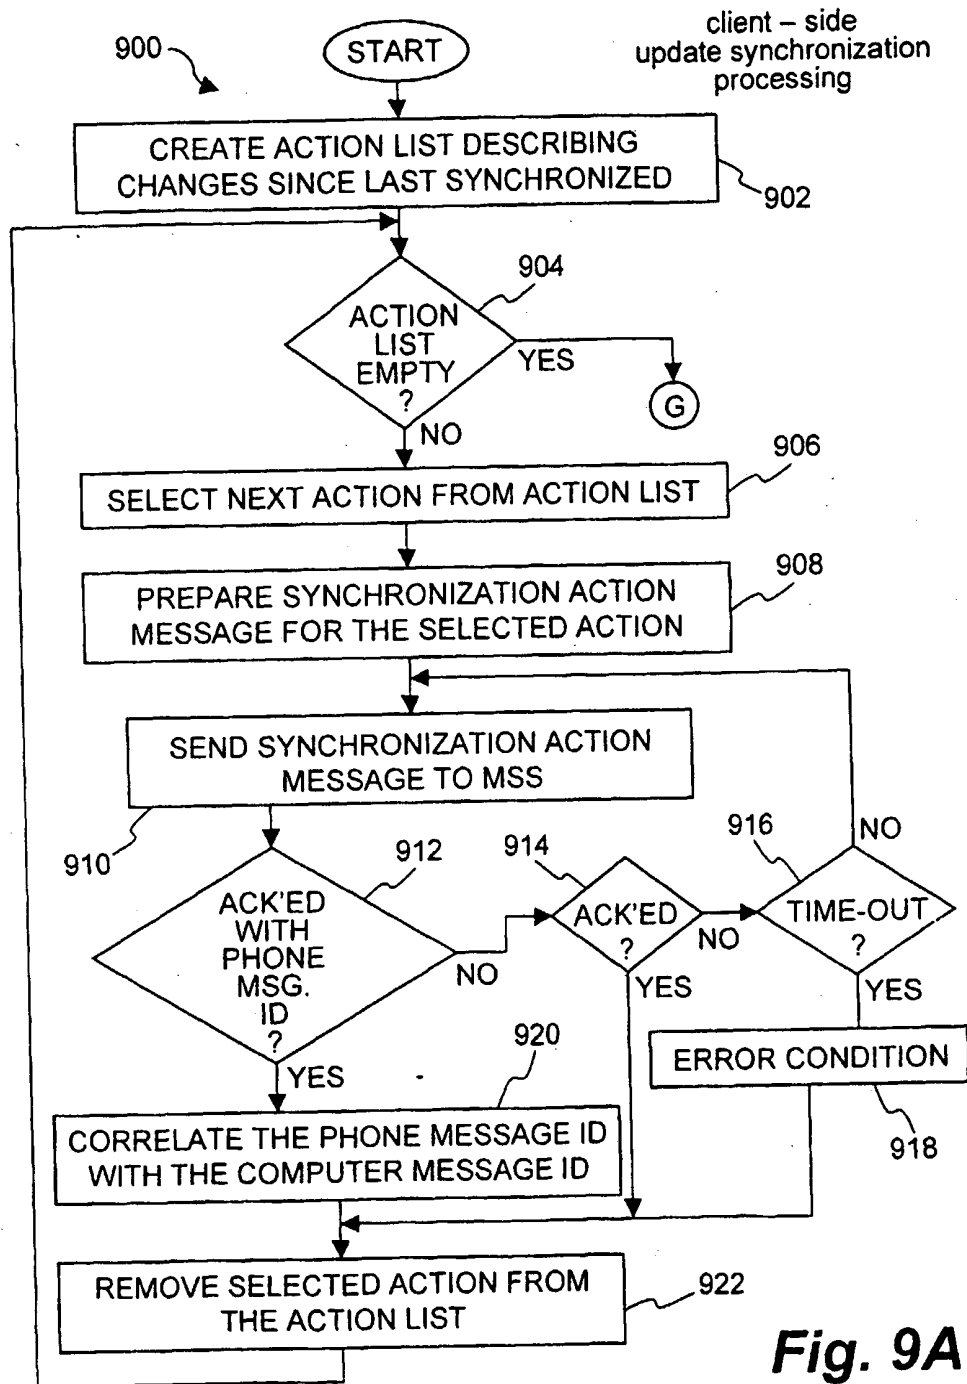 client – side
update synchronization
processing
900
START
CREATE ACTION LIST DESCRIBING
CHANGES SINCE LAST SYNCHRONIZED
902
904
ACTION
LIST
EMPTY
?
YES
G
NO
906
SELECT NEXT ACTION FROM ACTION LIST
908
PREPARE SYNCHRONIZATION ACTION
MESSAGE FOR THE SELECTED ACTION
SEND SYNCHRONIZATION ACTION
MESSAGE TO MSS
910
912
ACK'ED
WITH
PHONE
MSG.
ID
?
NO
YES
914
ACK'ED
?
NO
YES
916
NO
TIME-OUT
?
YES
ERROR CONDITION
918
920
CORRELATE THE PHONE MESSAGE ID
WITH THE COMPUTER MESSAGE ID
REMOVE SELECTED ACTION FROM
THE ACTION LIST
922
Fig. 9A